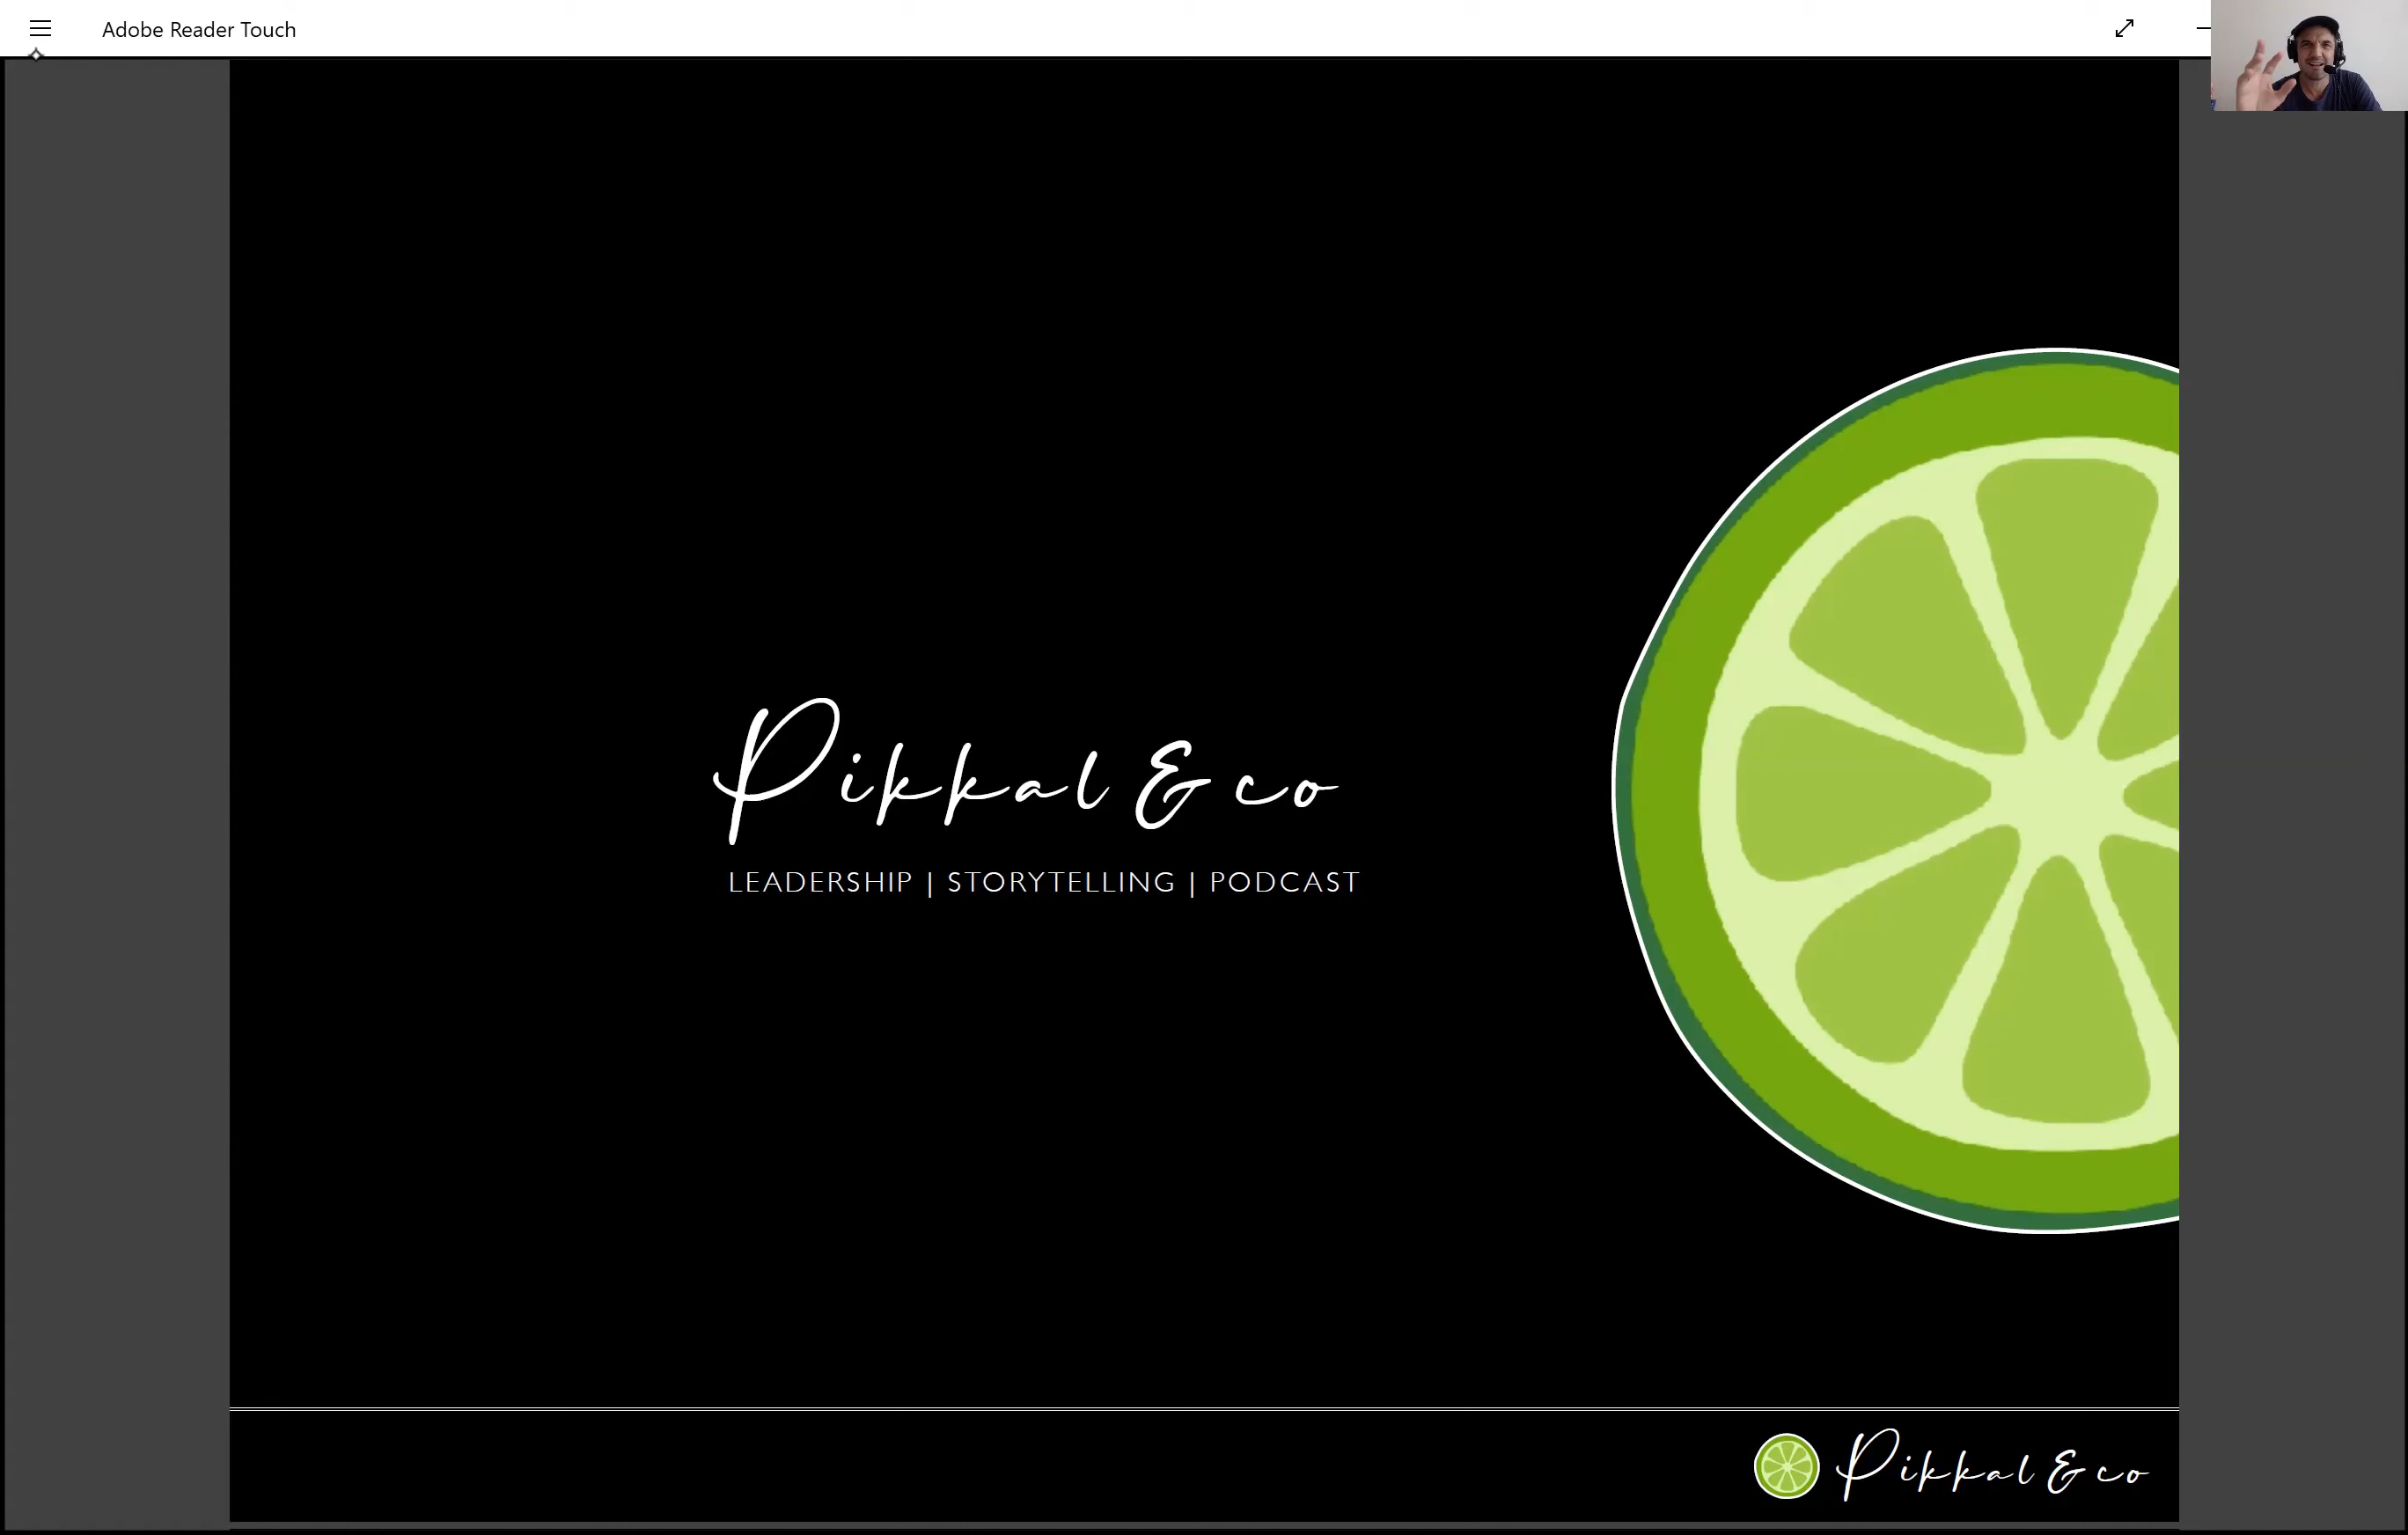 Adobe Reader Touch
Pikkal & co
LEADERSHIP | STORYTELLING | PODCAST
Pikkal & co